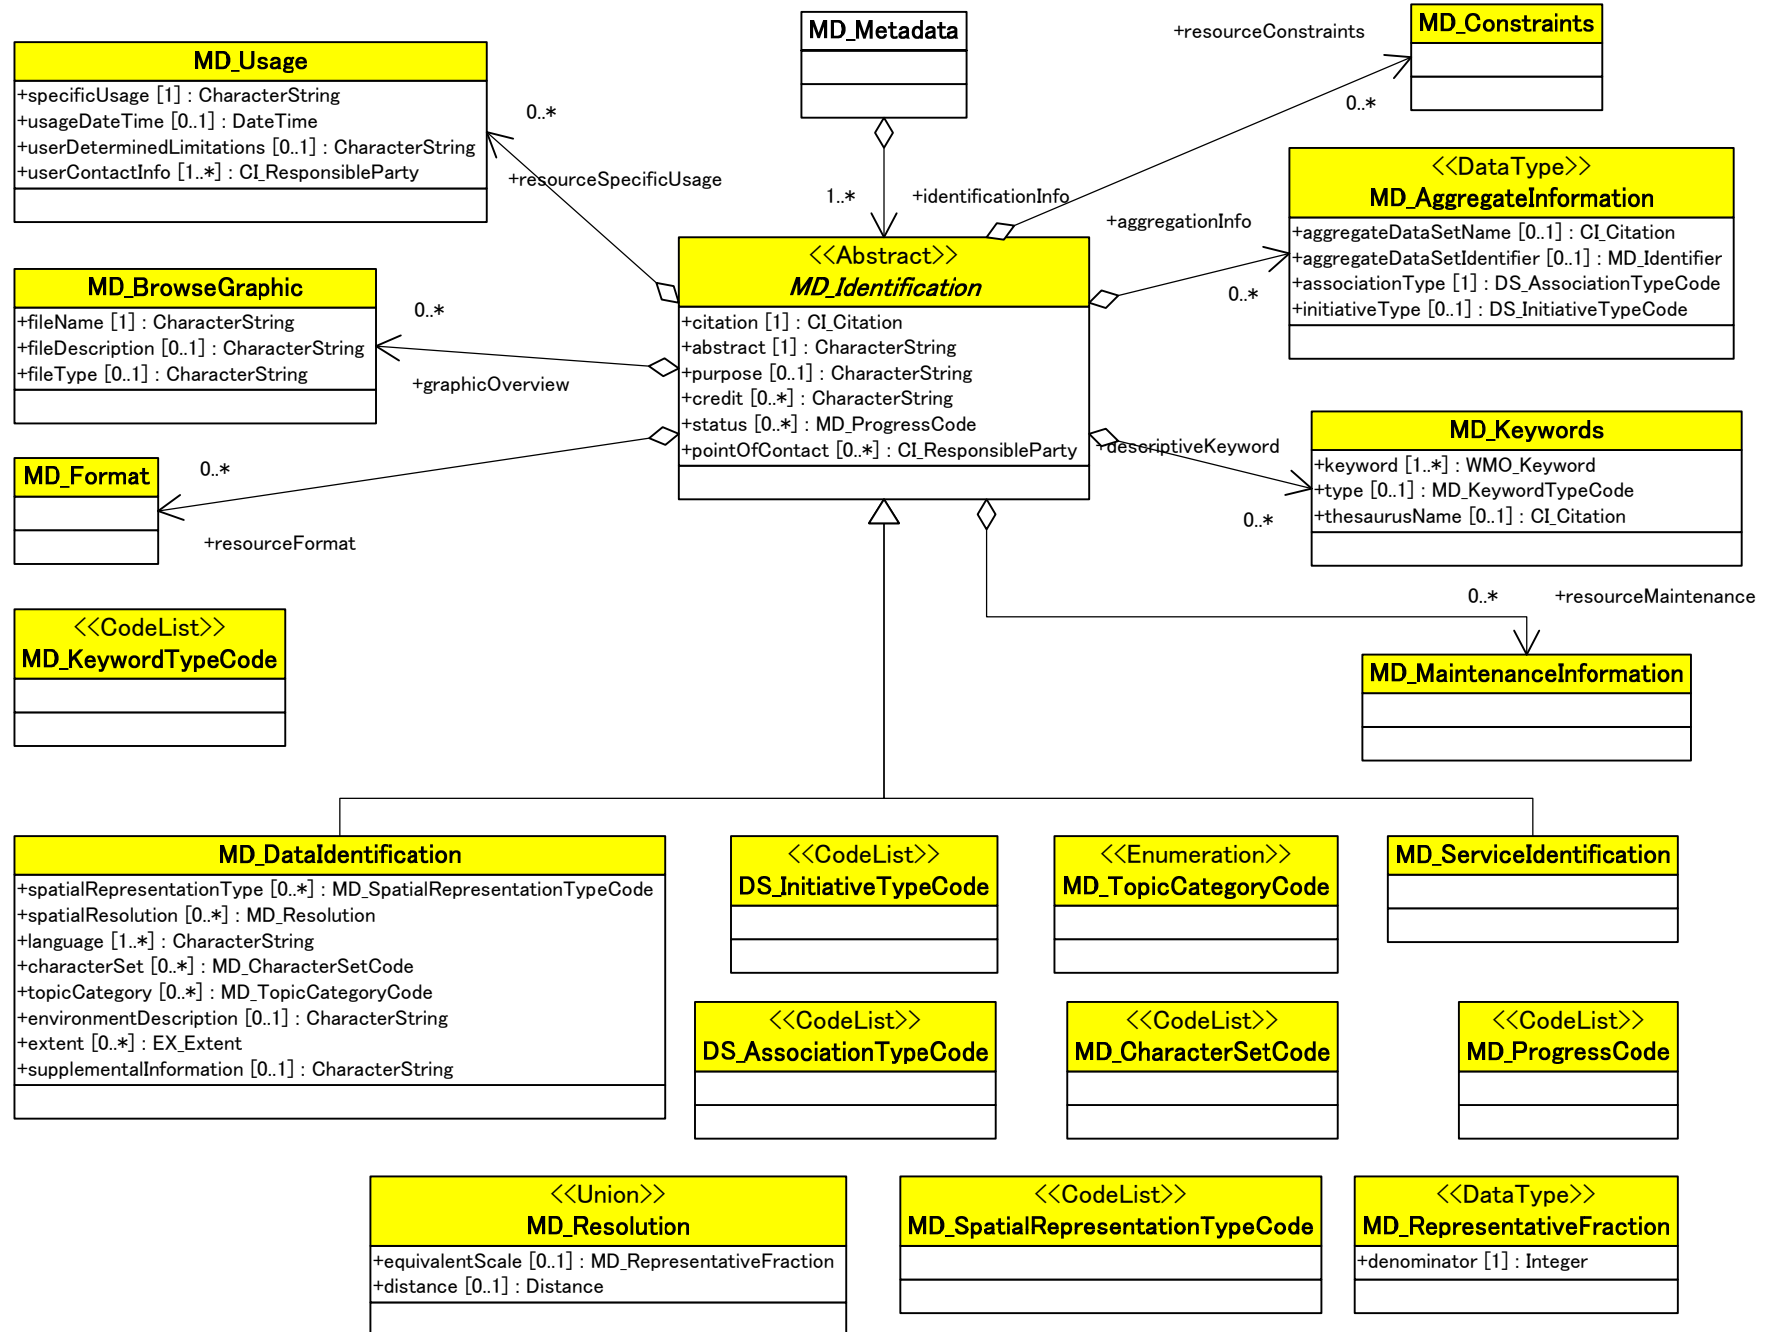 MD_Metadata
MD_Constraints
+resourceConstraints
0..*
MD_Usage
+specificUsage [1] : CharacterString
+usageDateTime [0..1] : DateTime
+userDeterminedLimitations [0..1] : CharacterString
+userContactInfo [1..*] : CI_ResponsibleParty
0..*
+resourceSpecificUsage
1..*
+identificationInfo
<<DataType>>
MD_AggregateInformation
+aggregateDataSetName [0..1] : CI_Citation
+aggregateDataSetIdentifier [0..1] : MD_Identifier
+associationType [1] : DS_AssociationTypeCode
+initiativeType [0..1] : DS_InitiativeTypeCode
+aggregationInfo
0..*
<<Abstract>>
MD_Identification
+citation [1] : CI_Citation
+abstract [1] : CharacterString
+purpose [0..1] : CharacterString
+credit [0..*] : CharacterString
+status [0..*] : MD_ProgressCode
+pointOfContact [0..*] : CI_ResponsibleParty
MD_BrowseGraphic
+fileName [1] : CharacterString
+fileDescription [0..1] : CharacterString
+fileType [0..1] : CharacterString
0..*
+graphicOverview
MD_Format
0..*
+resourceFormat
+descriptiveKeyword
0..*
MD_Keywords
+keyword [1..*] : WMO_Keyword
+type [0..1] : MD_KeywordTypeCode
+thesaurusName [0..1] : CI_Citation
0..*
+resourceMaintenance
<<CodeList>>
MD_KeywordTypeCode
MD_MaintenanceInformation
MD_DataIdentification
+spatialRepresentationType [0..*] : MD_SpatialRepresentationTypeCode
+spatialResolution [0..*] : MD_Resolution
+language [1..*] : CharacterString
+characterSet [0..*] : MD_CharacterSetCode
+topicCategory [0..*] : MD_TopicCategoryCode
+environmentDescription [0..1] : CharacterString
+extent [0..*] : EX_Extent
+supplementalInformation [0..1] : CharacterString
<<CodeList>>
DS_InitiativeTypeCode
<<Enumeration>>
MD_TopicCategoryCode
MD_ServiceIdentification
<<CodeList>>
DS_AssociationTypeCode
<<CodeList>>
MD_CharacterSetCode
<<CodeList>>
MD_ProgressCode
<<Union>>
MD_Resolution
+equivalentScale [0..1] : MD_RepresentativeFraction
+distance [0..1] : Distance
<<CodeList>>
MD_SpatialRepresentationTypeCode
<<DataType>>
MD_RepresentativeFraction
+denominator [1] : Integer